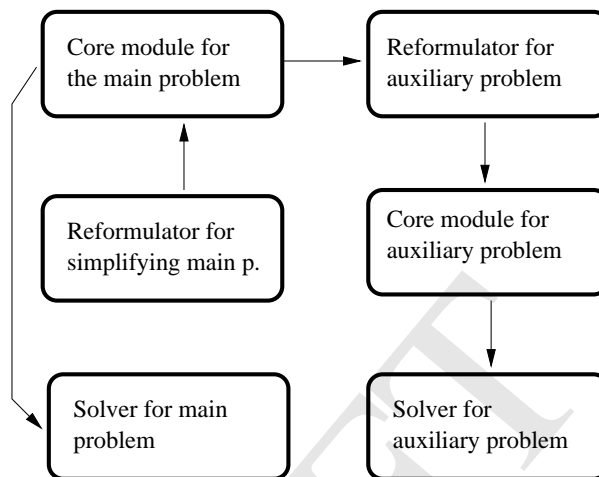 Core module for
the main problem
Reformulator for
auxiliary problem
Reformulator for
simplifying main p.
Core module for
auxiliary problem
Solver for main
problem
Solver for
auxiliary problem
FT